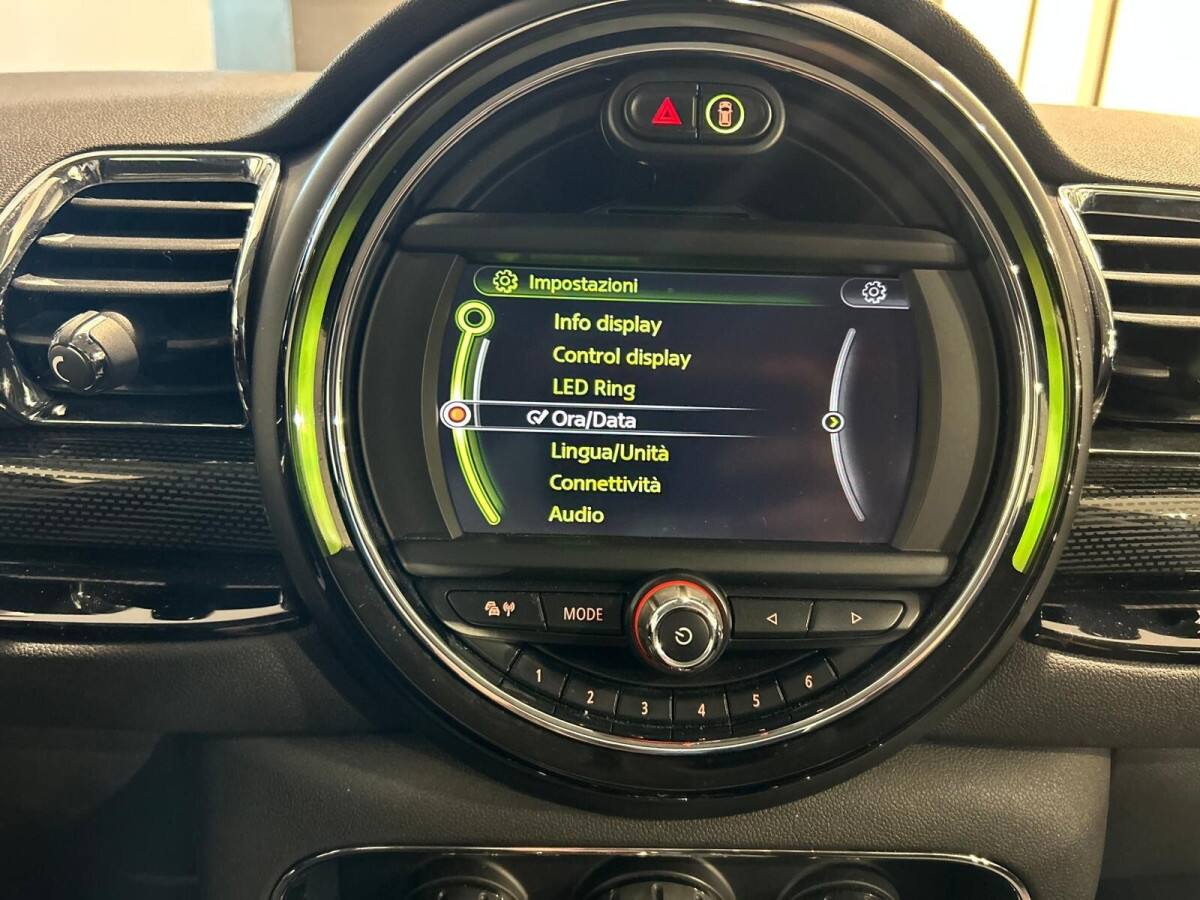 Impostazioni
Info display
Control display
LED Ring
Ora/Data
Lingua/Unità
Connettività
Audio
MODE
1 2 3 4 5 6